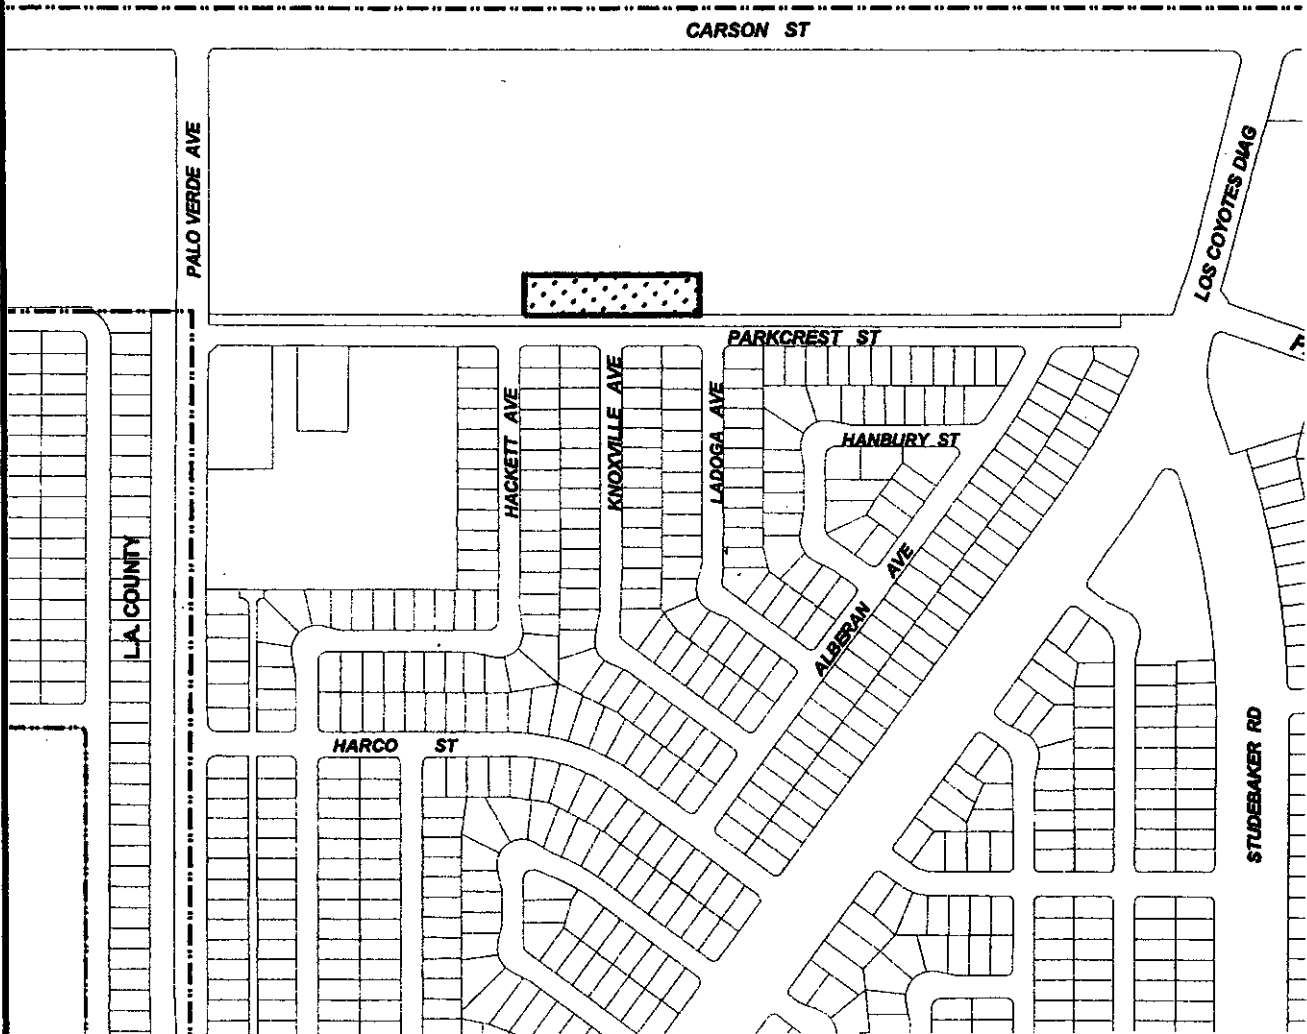 CARSON ST
PALO VERDE AVE
LOS COYOTES DIAG
PARKCREST ST
HACKETT AVE
KNOXVILLE AVE
LADOGA AVE
HANBURY ST
ALBERAN AVE
L.A. COUNTY
HARCO ST
STUDEBAKER RD